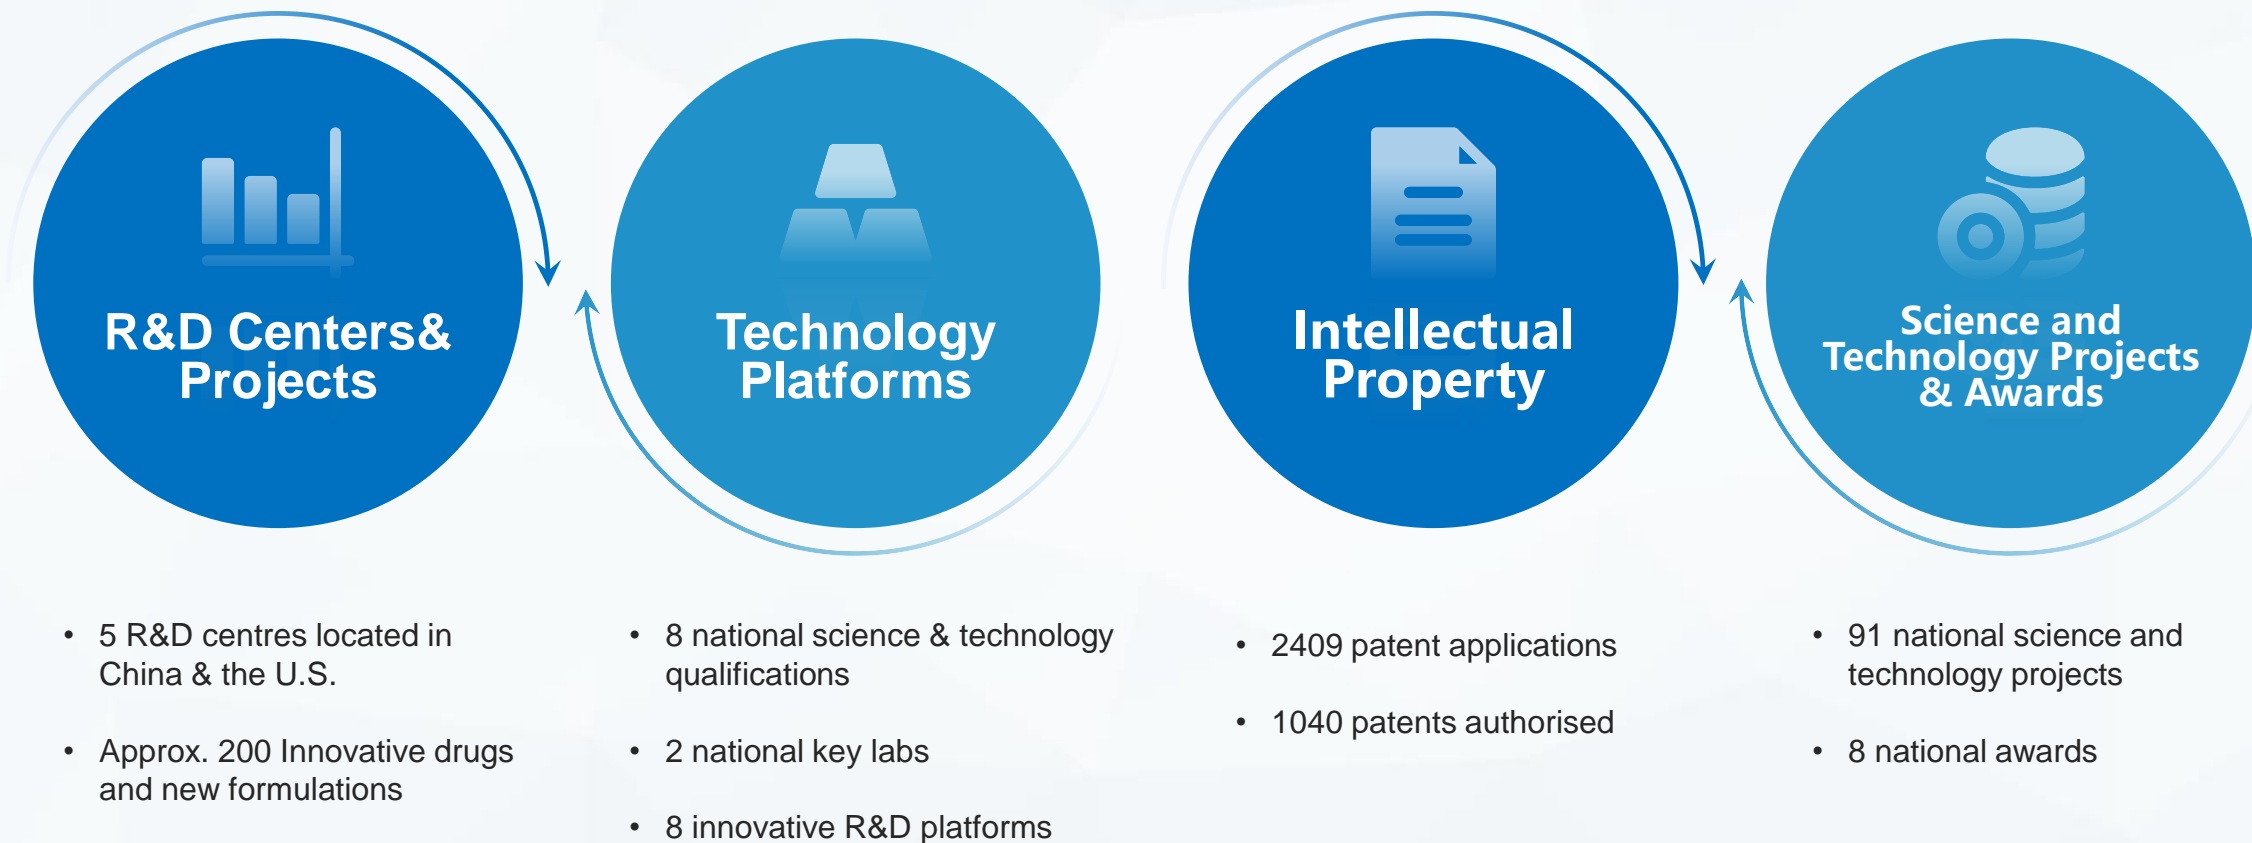 R&D Centers&
Projects
Technology
Platforms
Intellectual
Property
Science and
Technology Projects
& Awards
• 5 R&D centres located in
China & the U.S.
• Approx. 200 Innovative drugs
and new formulations
• 8 national science & technology
qualifications
• 2 national key labs
• 8 innovative R&D platforms
• 2409 patent applications
• 1040 patents authorised
• 91 national science and
technology projects
• 8 national awards